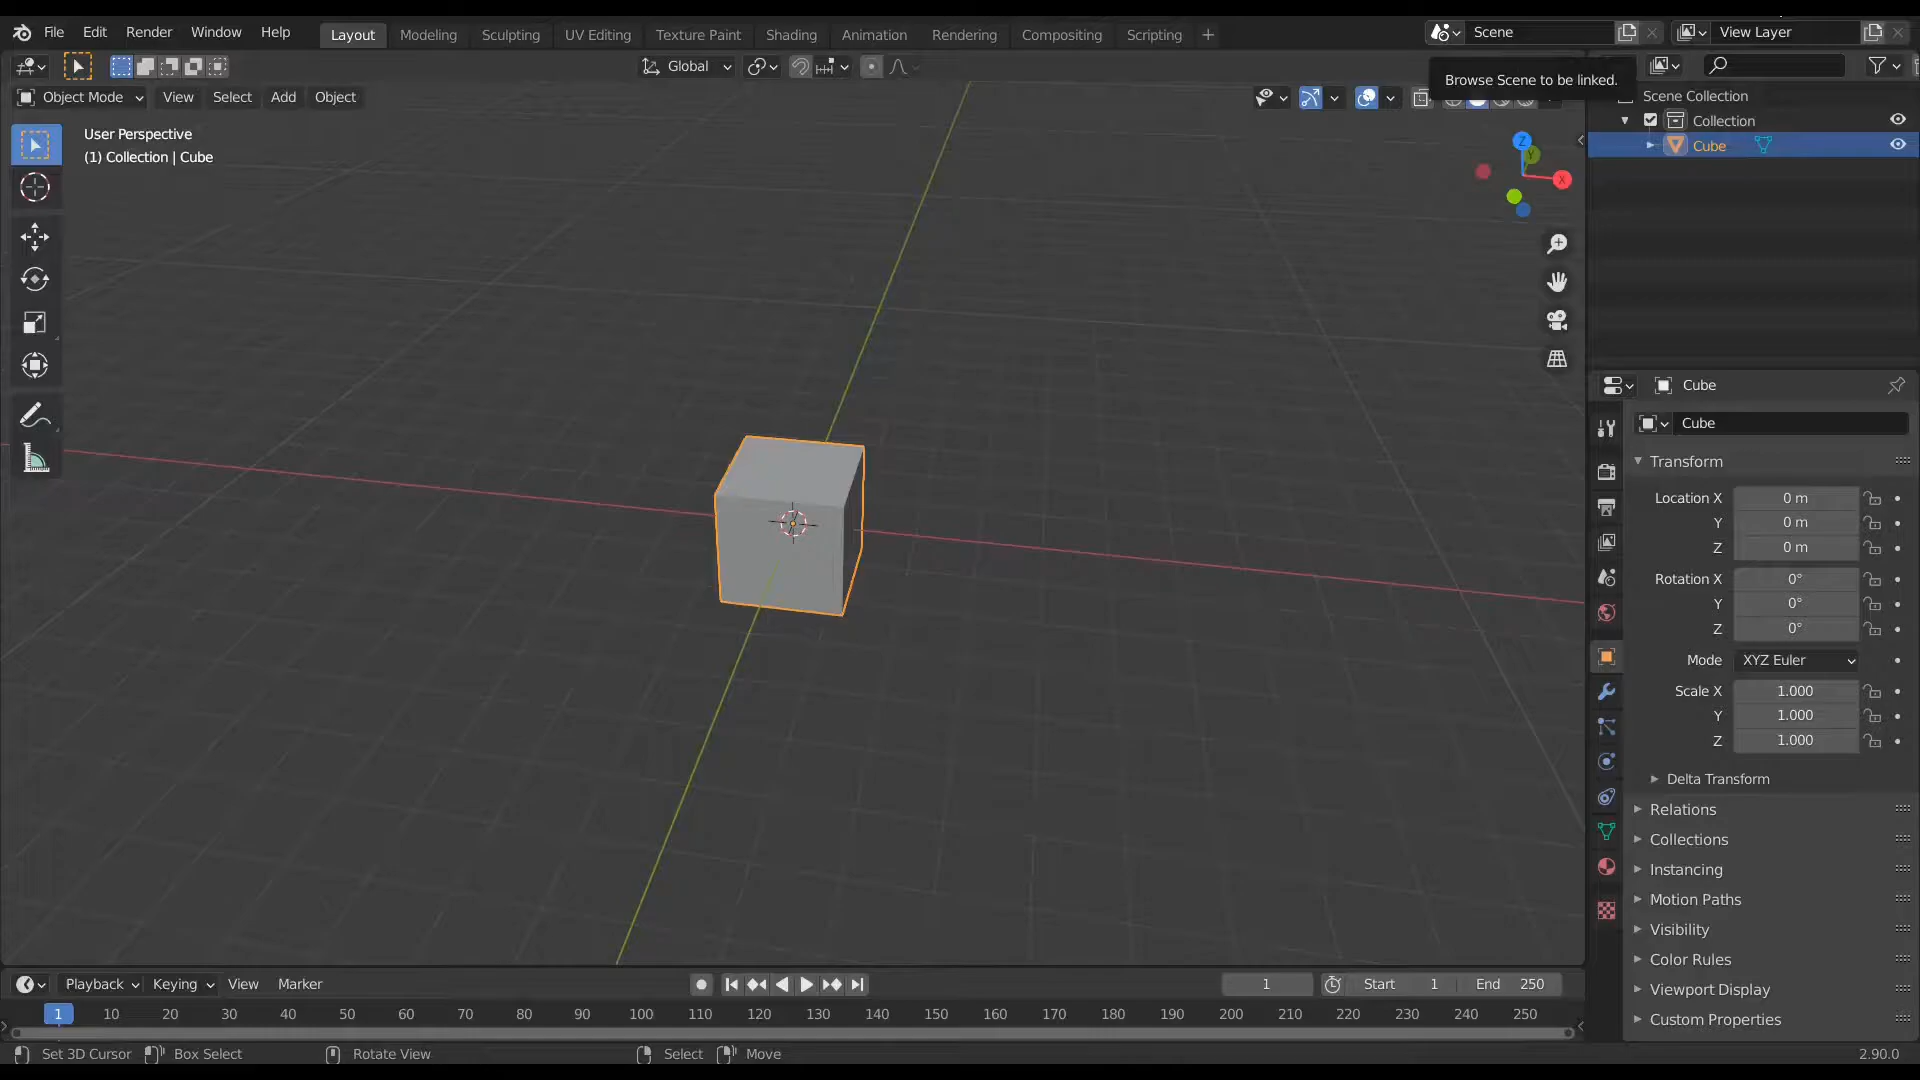 File Edit Render Window Help Layout Modeling Sculpting UV Editing Texture Paint Shading Animation Rendering Compositing Scripting + Scene View Layer
Global
Browse Scene to be linked.
Object Mode View Select Add Object
Scene Collection
Collection
Cube
User Perspective
(1) Collection | Cube
Z
Y
X
Cube
Cube
Transform
Location X 0 m
Y 0 m
Z 0 m
Rotation X 0°
Y 0°
Z 0°
Mode XYZ Euler
Scale X 1.000
Y 1.000
Z 1.000
Delta Transform
Relations
Collections
Instancing
Motion Paths
Visibility
Color Rules
Viewport Display
Custom Properties
Playback Keying View Marker 1 Start 1 End 250
1 10 20 30 40 50 60 70 80 90 100 110 120 130 140 150 160 170 180 190 200 210 220 230 240 250
Set 3D Cursor Box Select Rotate View Select Move 2.90.0